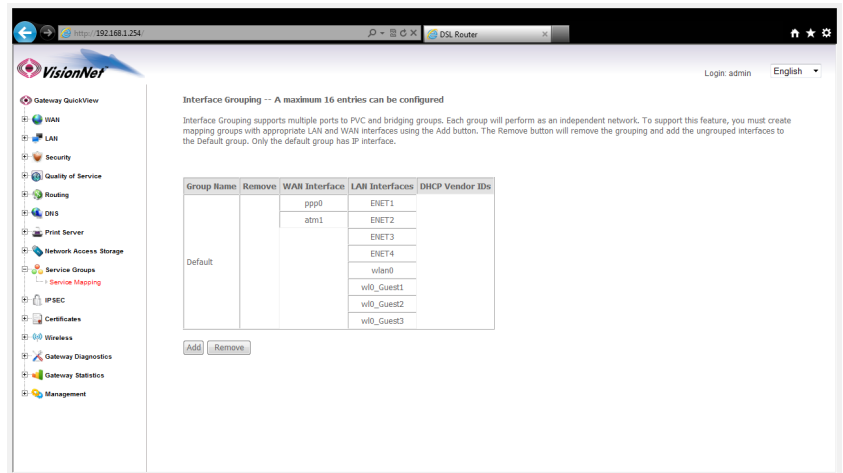 http://192.168.1.254/
DSL Router
VisionNet
Login: admin
English
Gateway QuickView
WAN
LAN
Security
Quality of Service
Routing
DNS
Print Server
Network Access Storage
Service Groups
Service Mapping
IPSEC
Certificates
Wireless
Gateway Diagnostics
Gateway Statistics
Management
Interface Grouping -- A maximum 16 entries can be configured
Interface Grouping supports multiple ports to PVC and bridging groups. Each group will perform as an independent network. To support this feature, you must create
mapping groups with appropriate LAN and WAN interfaces using the Add button. The Remove button will remove the grouping and add the ungrouped interfaces to
the Default group. Only the default group has IP interface.
Group Name Remove WAN Interface LAN Interfaces DHCP Vendor IDs
ppp0 ENET1
atm1 ENET2
ENET3
ENET4
Default
wlan0
wl0_Guest1
wl0_Guest2
wl0_Guest3
Add Remove